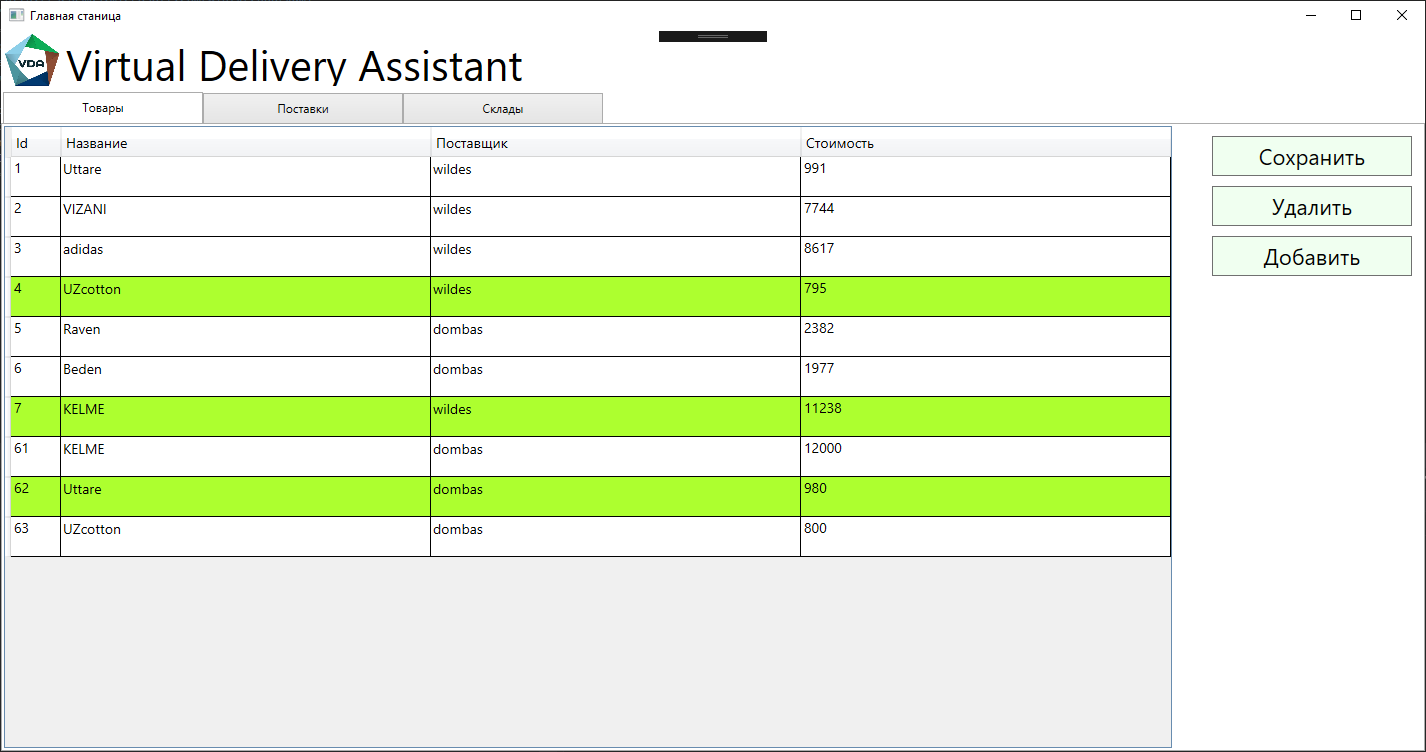 Главная станица
VDA Virtual Delivery Assistant
Товары Поставки Склады
Id Название Поставщик Стоимость
1 Uttare wildes 991
2 VIZANI wildes 7744
3 adidas wildes 8617
4 UZcotton wildes 795
5 Raven dombas 2382
6 Beden dombas 1977
7 KELME wildes 11238
61 KELME dombas 12000
62 Uttare dombas 980
63 UZcotton dombas 800
Сохранить
Удалить
Добавить